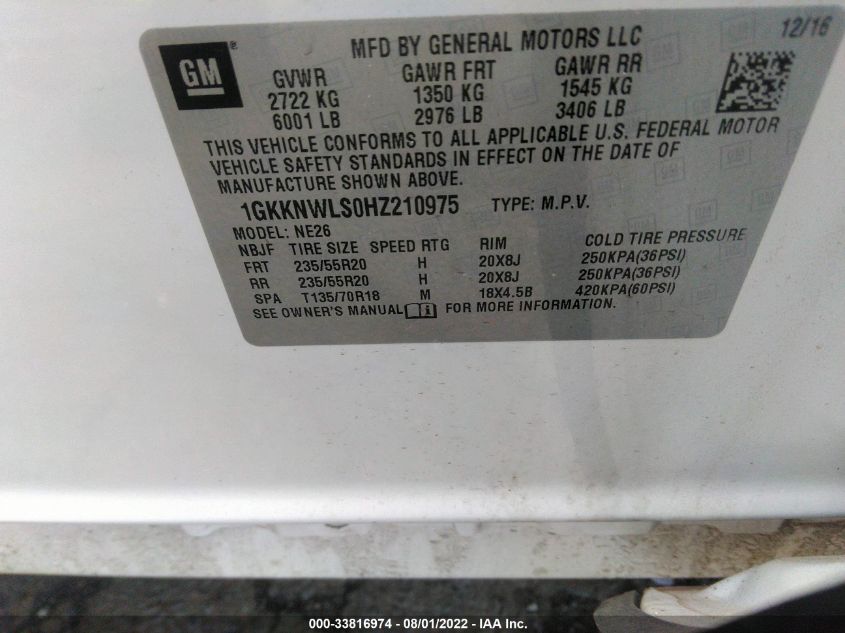 12/16
GM
MFD BY GENERAL MOTORS LLC
GVWR GAWR FRT GAWR RR
2722 KG 1350 KG 1545 KG
6001 LB 2976 LB 3406 LB
THIS VEHICLE CONFORMS TO ALL APPLICABLE U.S. FEDERAL MOTOR
VEHICLE SAFETY STANDARDS IN EFFECT ON THE DATE OF
MANUFACTURE SHOWN ABOVE.
1GKKNWLS0HZ210975 TYPE: M.P.V.
MODEL: NE26
NBJF TIRE SIZE SPEED RTG RIM COLD TIRE PRESSURE
FRT 235/55R20 H 20X8J 250KPA(36PSI)
RR 235/55R20 H 20X8J 250KPA(36PSI)
SPA T135/70R18 M 18X4.5B 420KPA(60PSI)
SEE OWNER'S MANUAL FOR MORE INFORMATION.
000-33816974 - 08/01/2022 - IAA Inc.